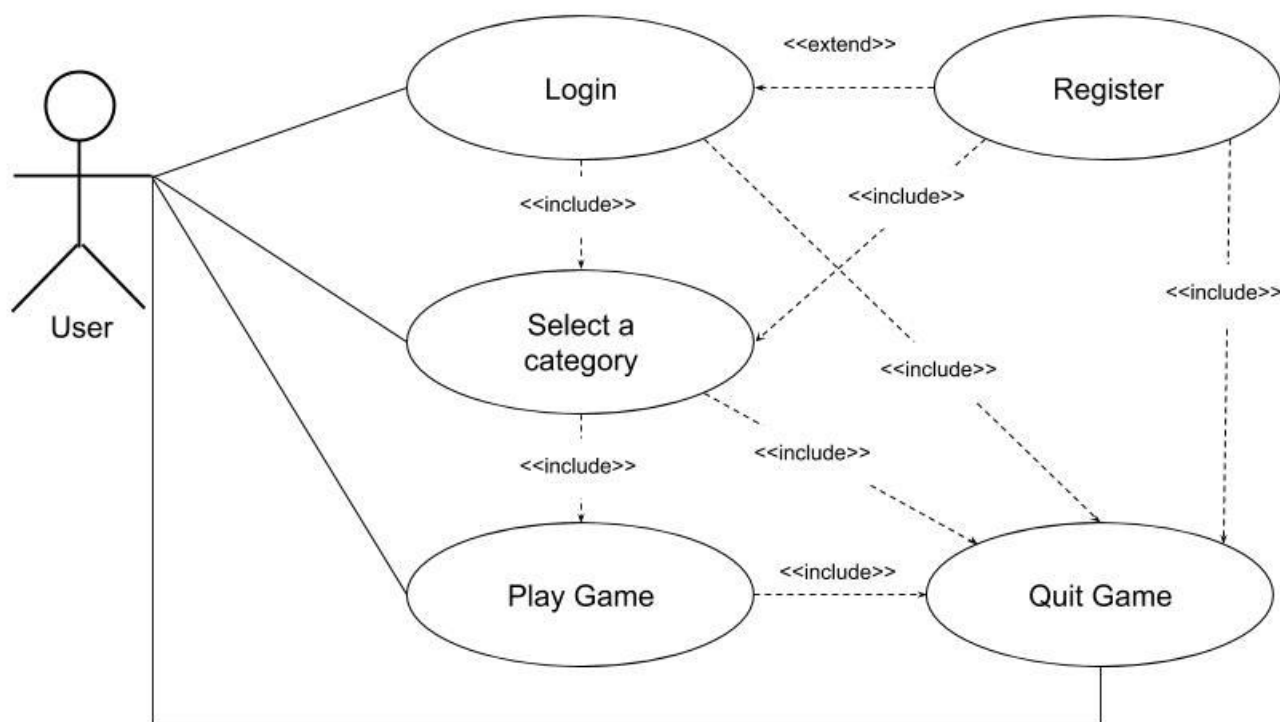 <<extend>>
Login
Register
<<include>>
<<include>>
<<include>>
User
Select a
category
<<include>>
<<include>>
<<include>>
<<include>>
Play Game
Quit Game